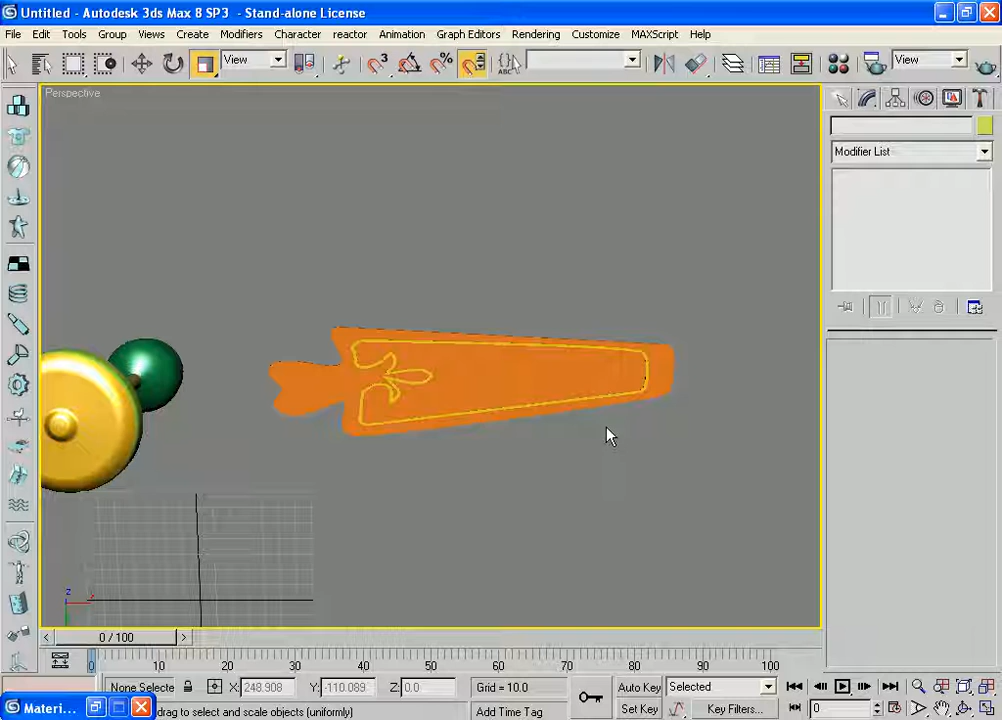 Untitled - Autodesk 3ds Max 8 SP3 - Stand-alone License
File Edit Tools Group Views Create Modifiers Character reactor Animation Graph Editors Rendering Customize MAXScript Help
View 3 % ABC View
Perspective
Modifier List
z
x
0 / 100
0 10 20 30 40 50 60 70 80 90 100
None Selecte X: 248.908 Y: -110.089 Z: 0.0 Grid = 10.0 Auto Key Selected
Materi... drag to select and scale objects (uniformly) Add Time Tag Set Key Key Filters... 0